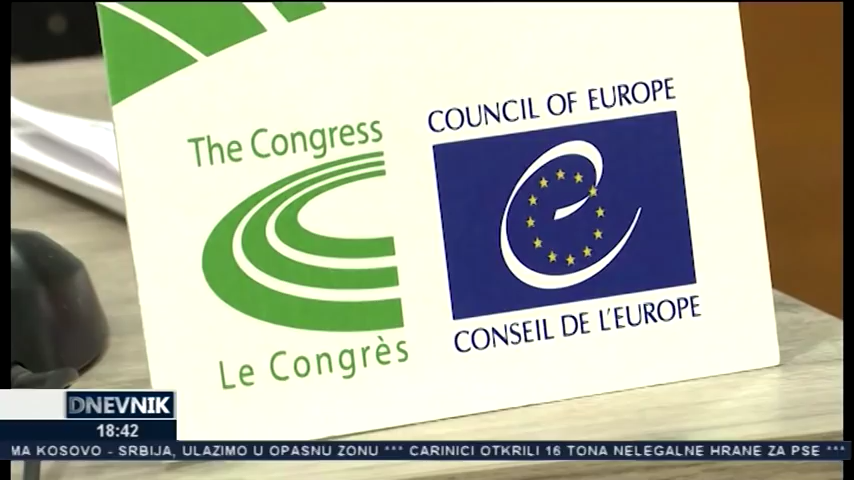 The Congress
COUNCIL OF EUROPE
Le Congrès
CONSEIL DE L'EUROPE
DNEVNIK
18:42
MA KOSOVO - SRBIJA, ULAZIMO U OPASNU ZONU *** CARINICI OTKRILI 16 TONA NELEGALNE HRANE ZA PSE ***